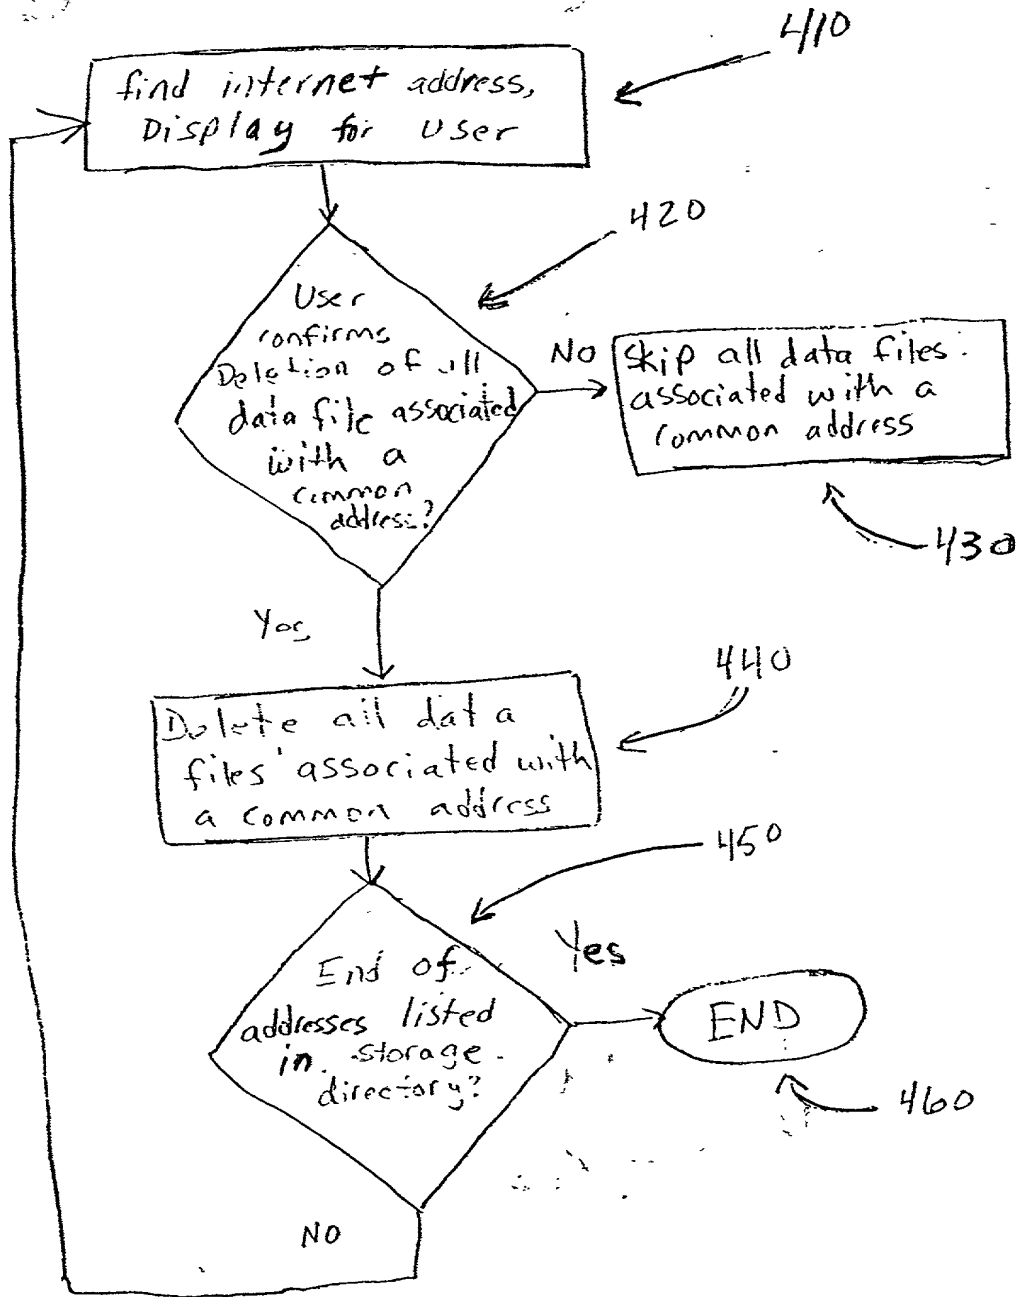 410
find internet address,
Display for User
420
User
confirms
Deletion of all
data file associated
with a
common
address?
NO
Skip all data files
associated with a
common address
430
Yes
440
Delete all data
files associated with
a common address
450
End of
addresses listed
in storage
directory?
Yes
END
460
NO